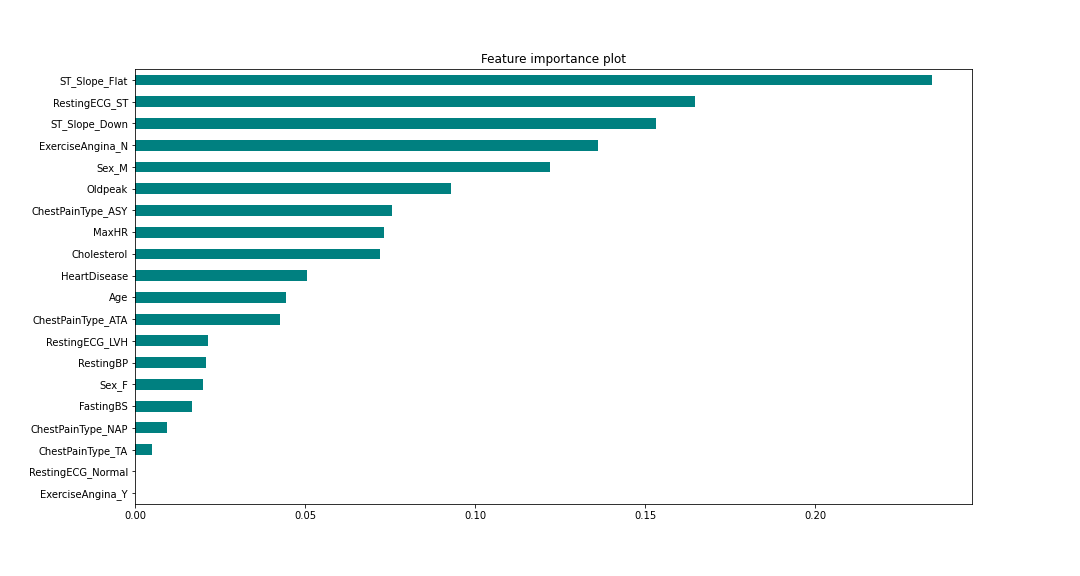 Feature importance plot
ST_Slope_Flat
RestingECG_ST
ST_Slope_Down
ExerciseAngina_N
Sex_M
Oldpeak
ChestPainType_ASY
MaxHR
Cholesterol
HeartDisease
Age
ChestPainType_ATA
RestingECG_LVH
RestingBP
Sex_F
FastingBS
ChestPainType_NAP
ChestPainType_TA
RestingECG_Normal
ExerciseAngina_Y
0.00 0.05 0.10 0.15 0.20